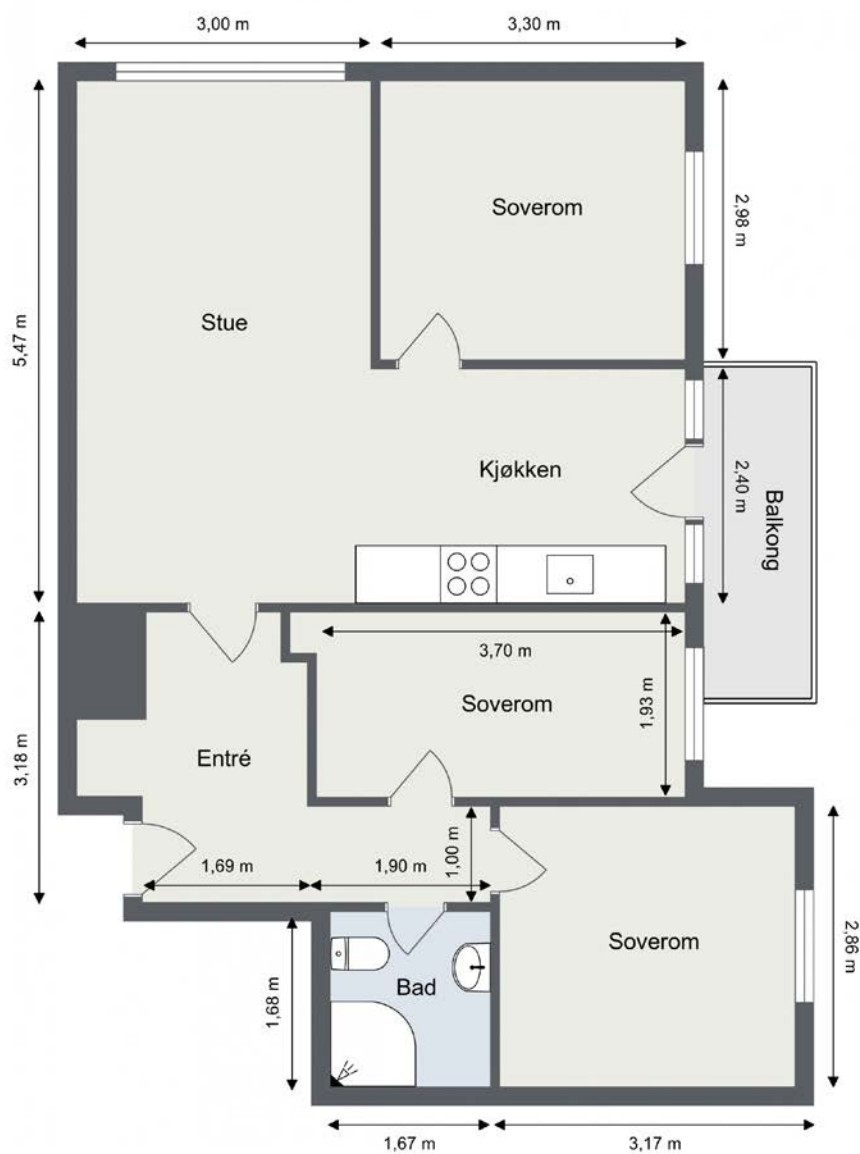 3,00 m
3,30 m
5,47 m
2,98 m
Soverom
Stue
Kjøkken
2,40 m
Balkong
3,18 m
3,70 m
Soverom
1,93 m
Entré
1,69 m
1,90 m
1,00 m
Soverom
2,86 m
Bad
1,68 m
1,67 m
3,17 m